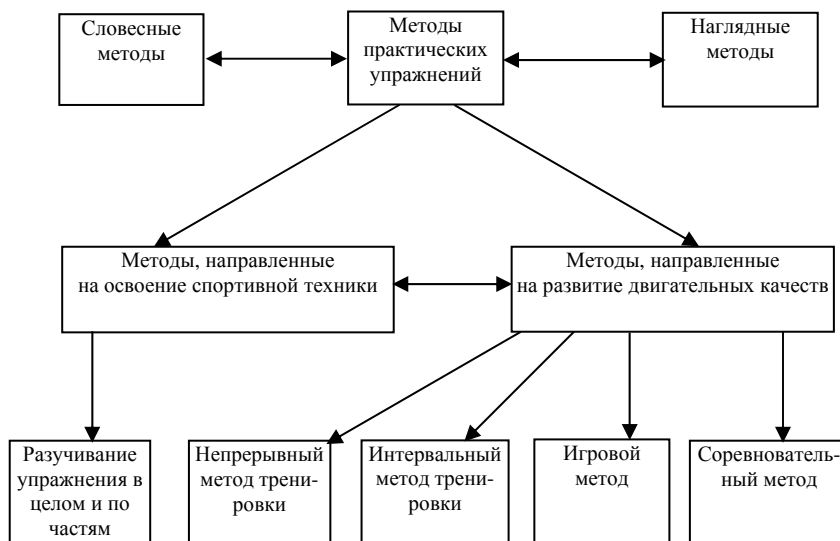 Словесные
методы
Методы
практических
упражнений
Наглядные
методы
Методы, направленные
на освоение спортивной техники
Методы, направленные
на развитие двигательных качеств
Разучивание
упражнения в
целом и по
частям
Непрерывный
метод трени-
ровки
Интервальный
метод трени-
ровки
Игровой
метод
Соревнователь-
ный метод